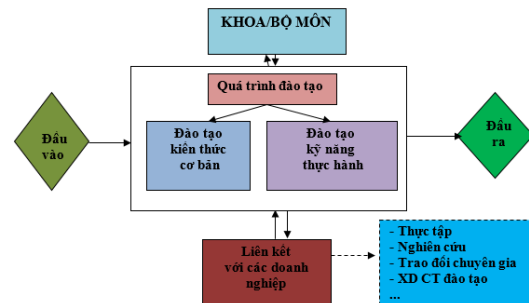 KHOA/BỘ MÔN
Quá trình đào tạo
Đầu
vào
Đào tạo
kiến thức
cơ bản
Đào tạo
kỹ năng
thực hành
Đầu
ra
Liên kết
với các doanh
nghiệp
- Thực tập
- Nghiên cứu
- Trao đổi chuyên gia
- XD CT đào tạo
...